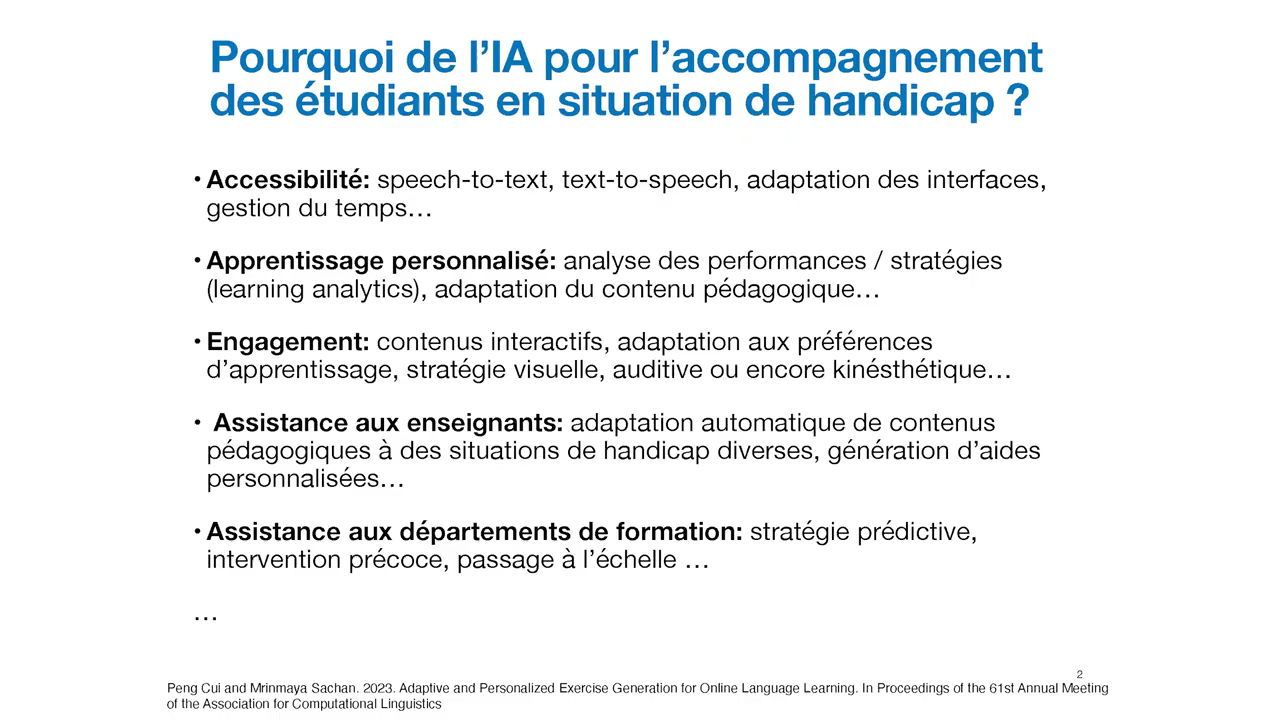 Pourquoi de l’IA pour l’accompagnement
des étudiants en situation de handicap ?
• Accessibilité: speech-to-text, text-to-speech, adaptation des interfaces,
gestion du temps…
• Apprentissage personnalisé: analyse des performances / stratégies
(learning analytics), adaptation du contenu pédagogique…
• Engagement: contenus interactifs, adaptation aux préférences
d’apprentissage, stratégie visuelle, auditive ou encore kinésthétique…
• Assistance aux enseignants: adaptation automatique de contenus
pédagogiques à des situations de handicap diverses, génération d’aides
personnalisées…
• Assistance aux départements de formation: stratégie prédictive,
intervention précoce, passage à l’échelle …
…
2
Peng Cui and Mrinmaya Sachan. 2023. Adaptive and Personalized Exercise Generation for Online Language Learning. In Proceedings of the 61st Annual Meeting
of the Association for Computational Linguistics